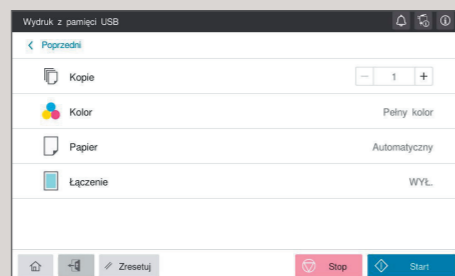 Wydruk z pamięci USB
Poprzedni
Kopie
1
Kolor
Pełny kolor
Papier
Automatyczny
Łączenie
WYŁ.
Zresetuj
Stop
Start